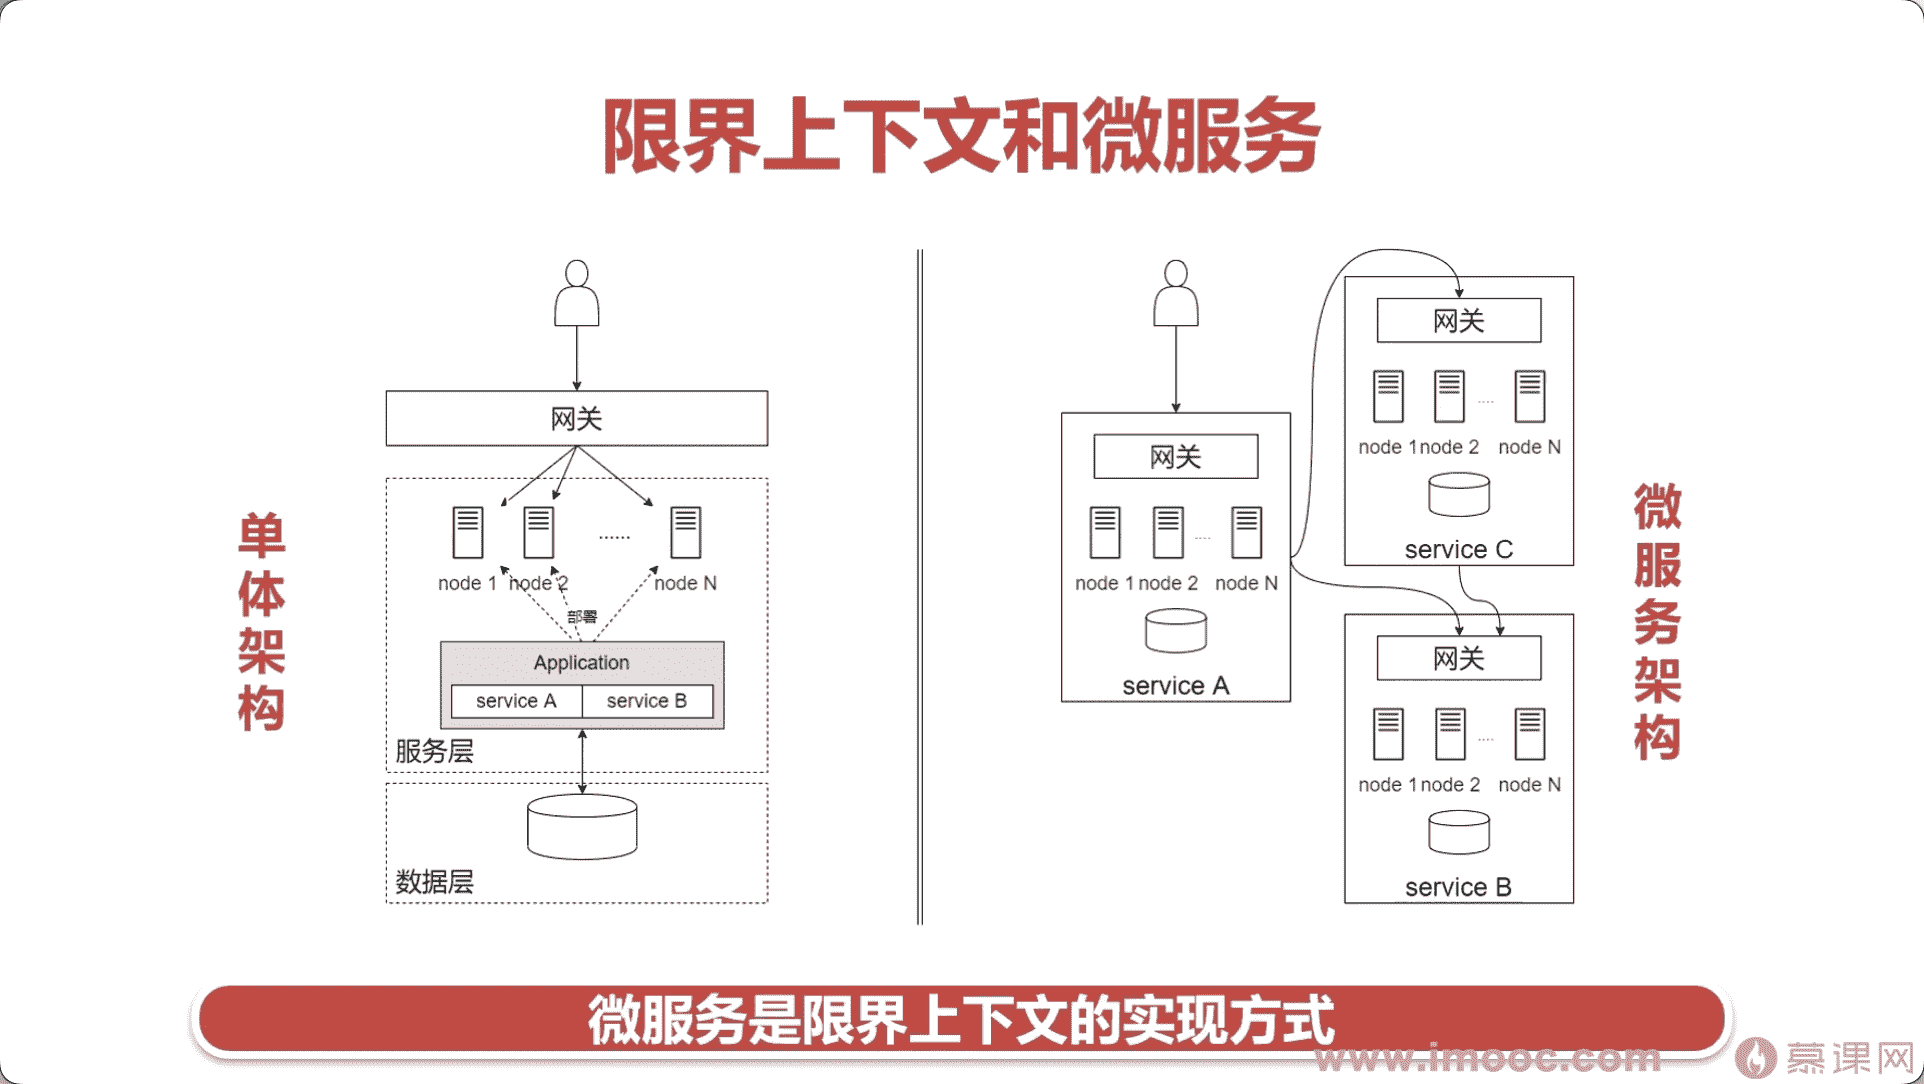 限界上下文和微服务
单体架构
网关
node 1
node 2
......
node N
部署
Application
service A
service B
服务层
数据层
网关
node 1
node 2
....
node N
service A
网关
node 1
node 2
....
node N
service C
网关
node 1
node 2
....
node N
service B
微服务架构
微服务是限界上下文的实现方式
www.imooc.com
慕课网